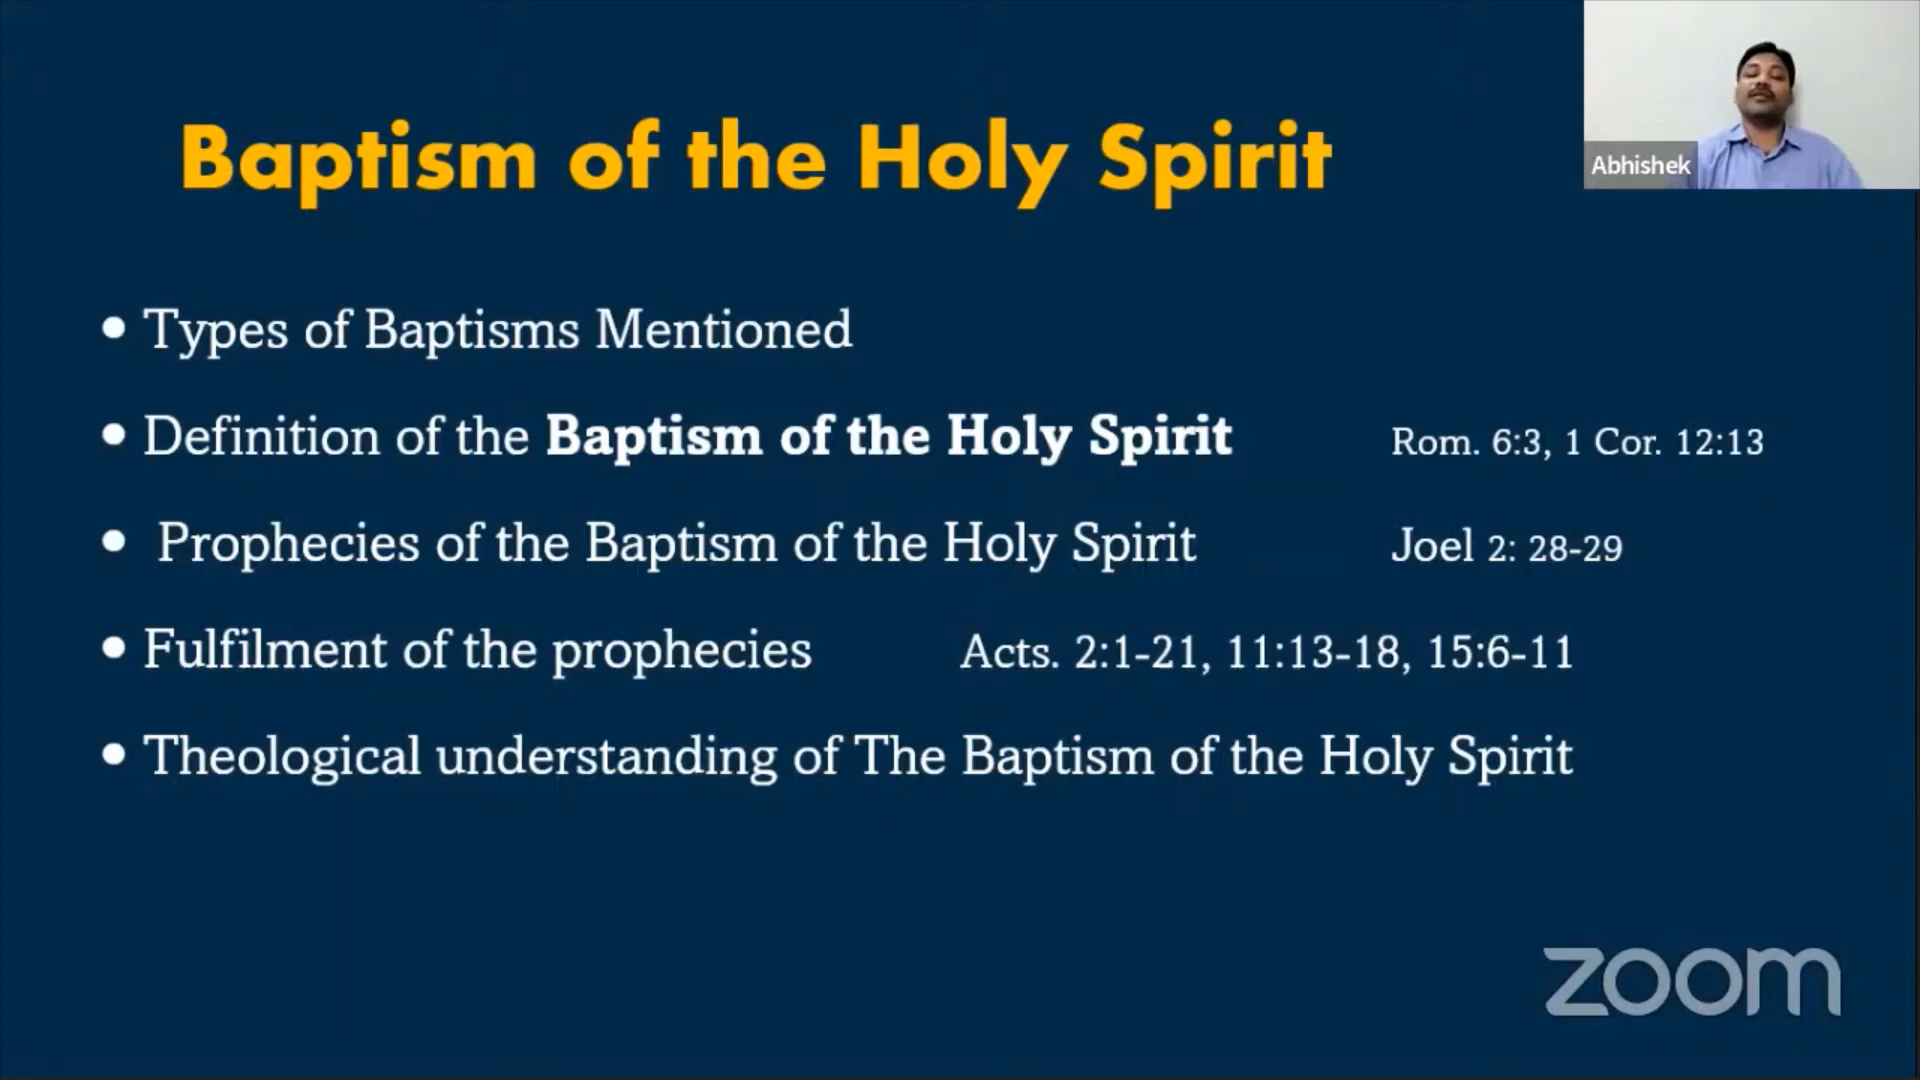 Baptism of the Holy Spirit
Abhishek
• Types of Baptisms Mentioned
• Definition of the Baptism of the Holy Spirit Rom. 6:3, 1 Cor. 12:13
• Prophecies of the Baptism of the Holy Spirit Joel 2: 28-29
• Fulfilment of the prophecies Acts. 2:1-21, 11:13-18, 15:6-11
• Theological understanding of The Baptism of the Holy Spirit
zoom